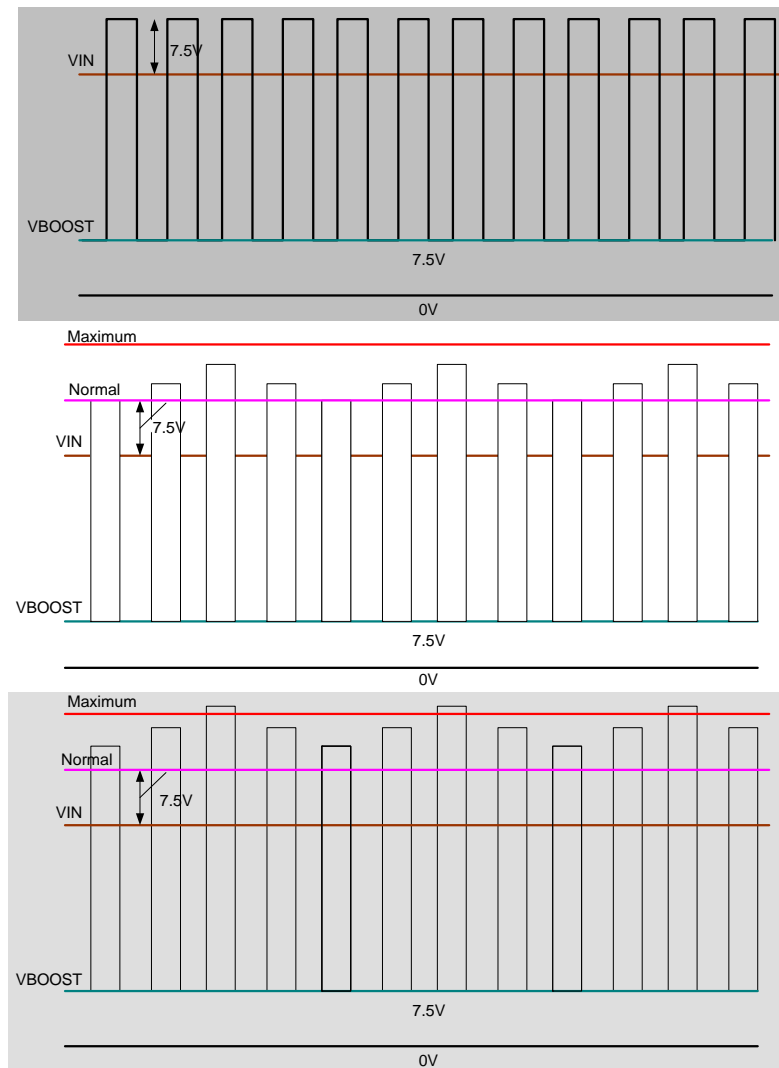 7.5V
VIN
VBOOST
7.5V
0V
Maximum
Normal
7.5V
VIN
VBOOST
7.5V
0V
Maximum
Normal
7.5V
VIN
VBOOST
7.5V
0V